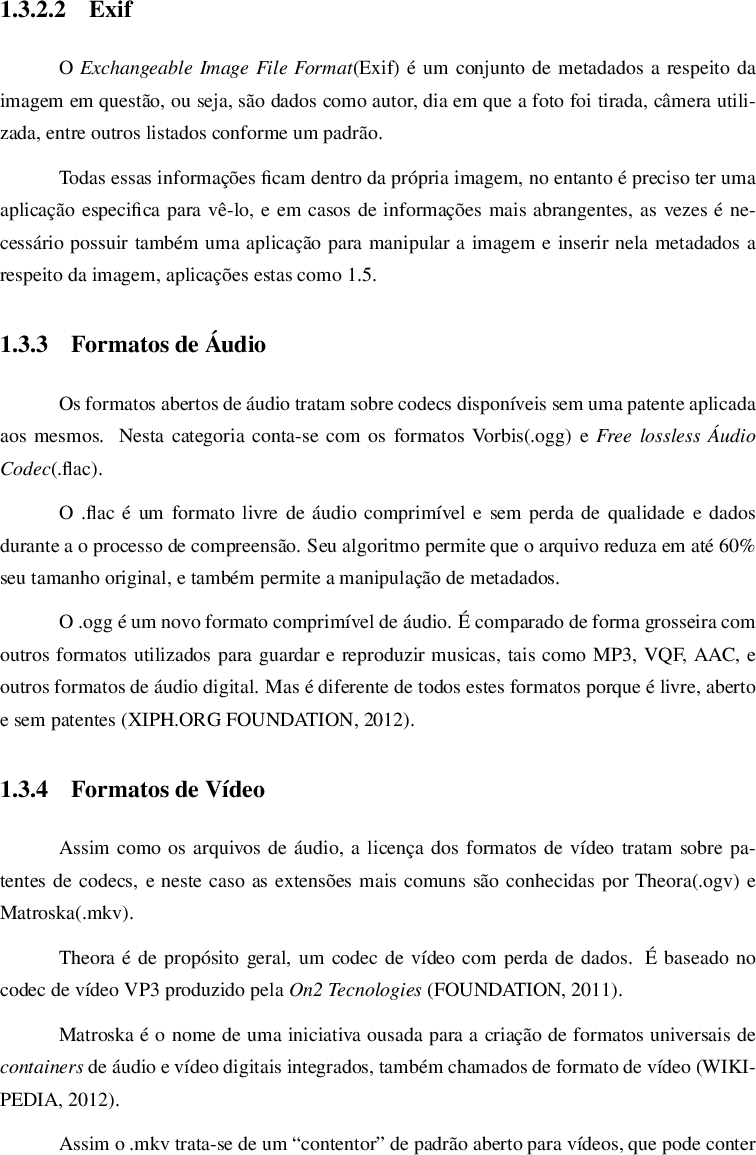 1.3.2.2 Exif
O Exchangeable Image File Format(Exif) é um conjunto de metadados a respeito da
imagem em questão, ou seja, são dados como autor, dia em que a foto foi tirada, câmera utili-
zada, entre outros listados conforme um padrão.
Todas essas informações ficam dentro da própria imagem, no entanto é preciso ter uma
aplicação especifica para vê-lo, e em casos de informações mais abrangentes, as vezes é ne-
cessário possuir também uma aplicação para manipular a imagem e inserir nela metadados a
respeito da imagem, aplicações estas como 1.5.
1.3.3 Formatos de Áudio
Os formatos abertos de áudio tratam sobre codecs disponíveis sem uma patente aplicada
aos mesmos. Nesta categoria conta-se com os formatos Vorbis(.ogg) e Free lossless Áudio
Codec(.flac).
O .flac é um formato livre de áudio comprimível e sem perda de qualidade e dados
durante a o processo de compreensão. Seu algoritmo permite que o arquivo reduza em até 60%
seu tamanho original, e também permite a manipulação de metadados.
O .ogg é um novo formato comprimível de áudio. É comparado de forma grosseira com
outros formatos utilizados para guardar e reproduzir musicas, tais como MP3, VQF, AAC, e
outros formatos de áudio digital. Mas é diferente de todos estes formatos porque é livre, aberto
e sem patentes (XIPH.ORG FOUNDATION, 2012).
1.3.4 Formatos de Vídeo
Assim como os arquivos de áudio, a licença dos formatos de vídeo tratam sobre pa-
tentes de codecs, e neste caso as extensões mais comuns são conhecidas por Theora(.ogv) e
Matroska(.mkv).
Theora é de propósito geral, um codec de vídeo com perda de dados. É baseado no
codec de vídeo VP3 produzido pela On2 Tecnologies (FOUNDATION, 2011).
Matroska é o nome de uma iniciativa ousada para a criação de formatos universais de
containers de áudio e vídeo digitais integrados, também chamados de formato de vídeo (WIKI-
PEDIA, 2012).
Assim o .mkv trata-se de um “contentor” de padrão aberto para vídeos, que pode conter